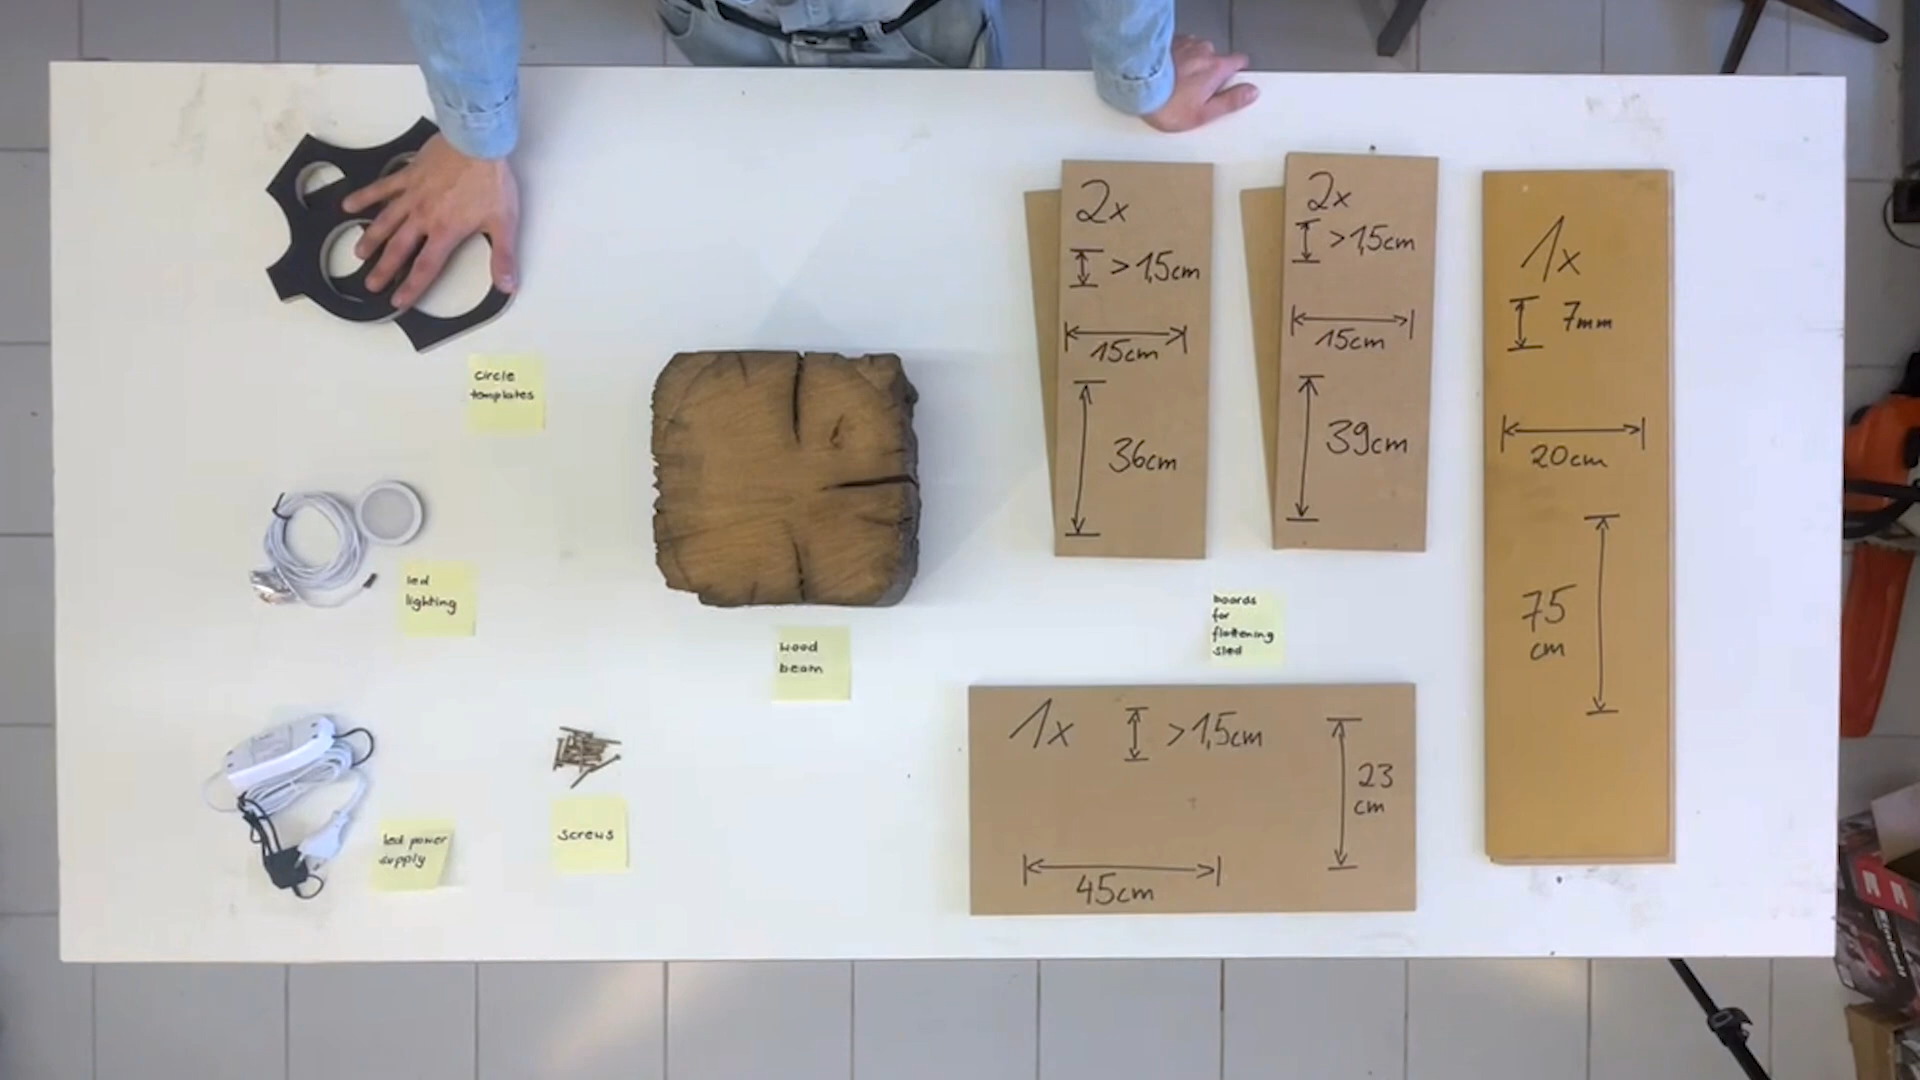 circle
templates
led
lighting
led power
supply
screws
wood
beam
2x
>1,5cm
15cm
36cm
2x
>1,5cm
15cm
39cm
1x
7mm
20cm
75
cm
boards
for
flattening
sled
1x
>1,5cm
23
cm
45cm
Einhell